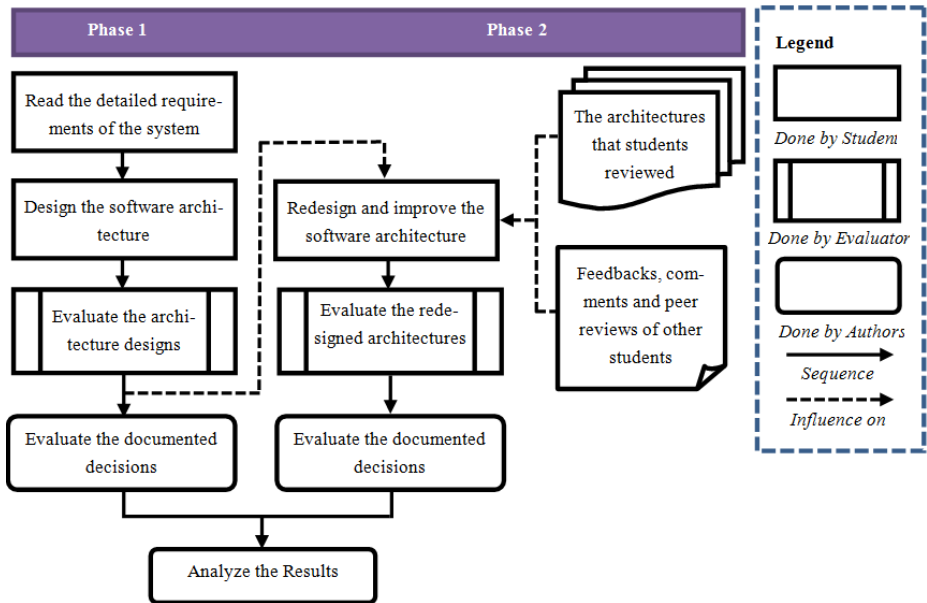 Phase 1
Phase 2
Read the detailed require-
ments of the system
Design the software archi-
tecture
Evaluate the archi-
tecture designs
Evaluate the documented
decisions
Redesign and improve the
software architecture
Evaluate the rede-
signed architectures
Evaluate the documented
decisions
Analyze the Results
The architectures
that students
reviewed
Feedbacks, com-
ments and peer
reviews of other
students
Legend
Done by Student
Done by Evaluator
Done by Authors
Sequence
Influence on